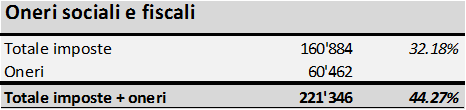 Oneri sociali e fiscali
Totale imposte 160'884 32.18%
Oneri 60'462
Totale imposte + oneri 221'346 44.27%